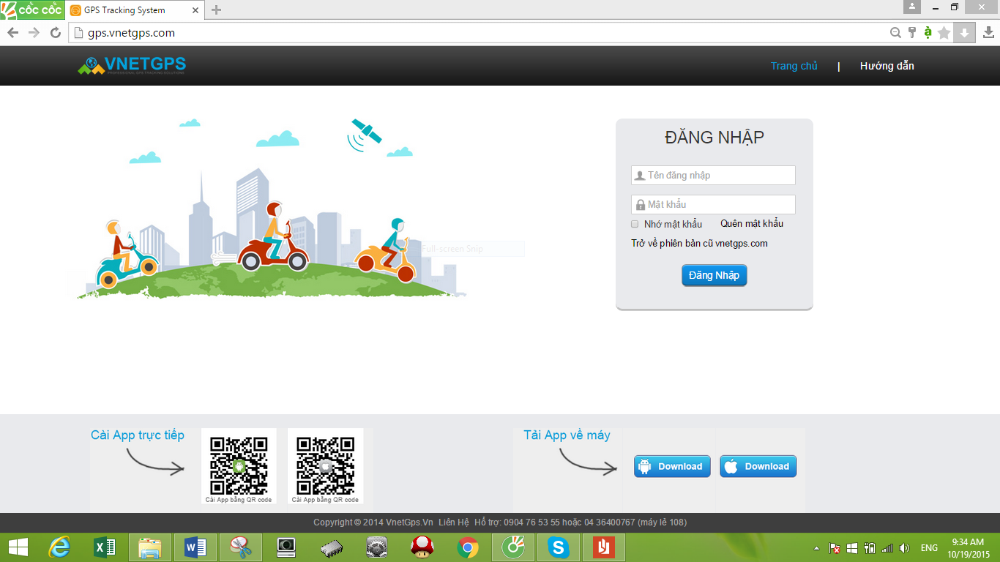 cốc cốc
GPS Tracking System
gps.vnetgps.com
VNETGPS
PROFESSIONAL GPS TRACKING SOLUTIONS
Trang chủ | Hướng dẫn
ĐĂNG NHẬP
Tên đăng nhập
Mật khẩu
Nhớ mật khẩu Quên mật khẩu
Trở về phiên bản cũ vnetgps.com
Đăng Nhập
Full-screen Snip
Cài App trực tiếp
Cài App bằng QR code
Cài App bằng QR code
Tải App về máy
Download
Download
Copyright © 2014 VnetGps.Vn Liên Hệ Hỗ trợ: 0904 76 53 55 hoặc 04 36400767 (máy lẻ 108)
ENG
9:34 AM
10/19/2015